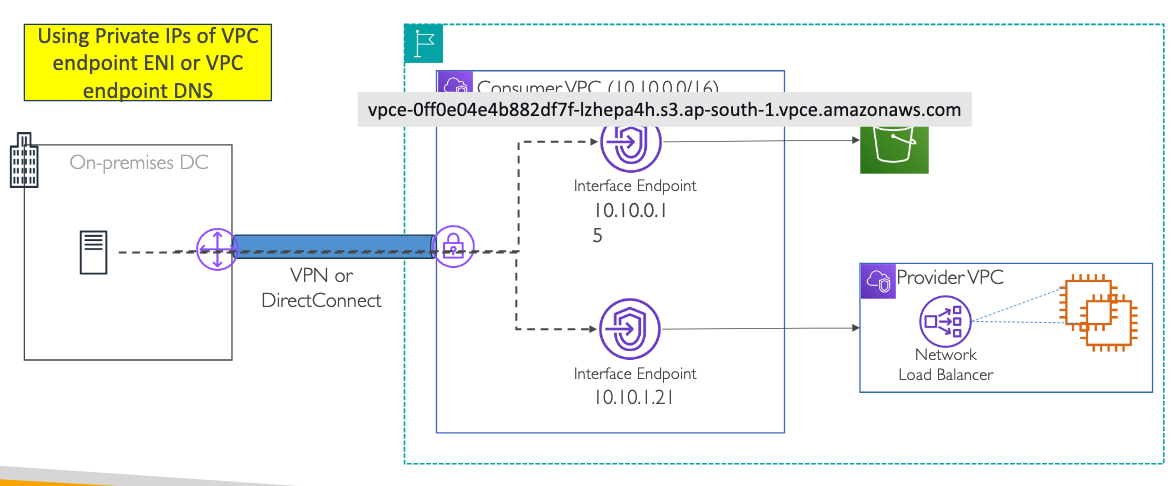 Using Private IPs of VPC
endpoint ENI or VPC
endpoint DNS
Consumer VPC (10.10.0.0/16)
vpce-0ff0e04e4b882df7f-lzhepa4h.s3.ap-south-1.vpce.amazonaws.com
On-premises DC
Interface Endpoint
10.10.0.1
5
VPN or
DirectConnect
Provider VPC
Network
Load Balancer
Interface Endpoint
10.10.1.21